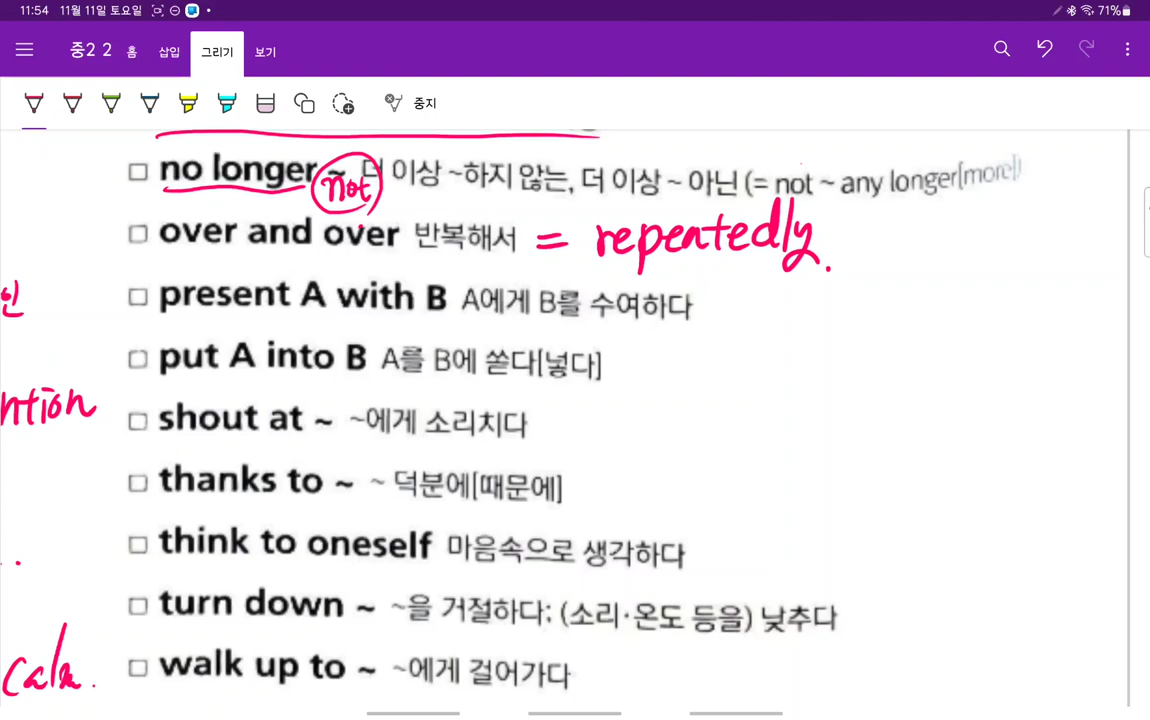 11:54 11월 11일 토요일 71%
중2 2 홈 삽입 그리기 보기
중지
no longer ~ 더 이상 ~하지 않는, 더 이상 ~ 아닌 (= not ~ any longer[more])
not
over and over 반복해서 = repeatedly.
인
present A with B A에게 B를 수여하다
put A into B A를 B에 쏟다[넣다]
ntion
shout at ~ ~에게 소리치다
thanks to ~ ~ 덕분에[때문에]
think to oneself 마음속으로 생각하다
turn down ~ ~을 거절하다; (소리·온도 등을) 낮추다
calm.
walk up to ~ ~에게 걸어가다